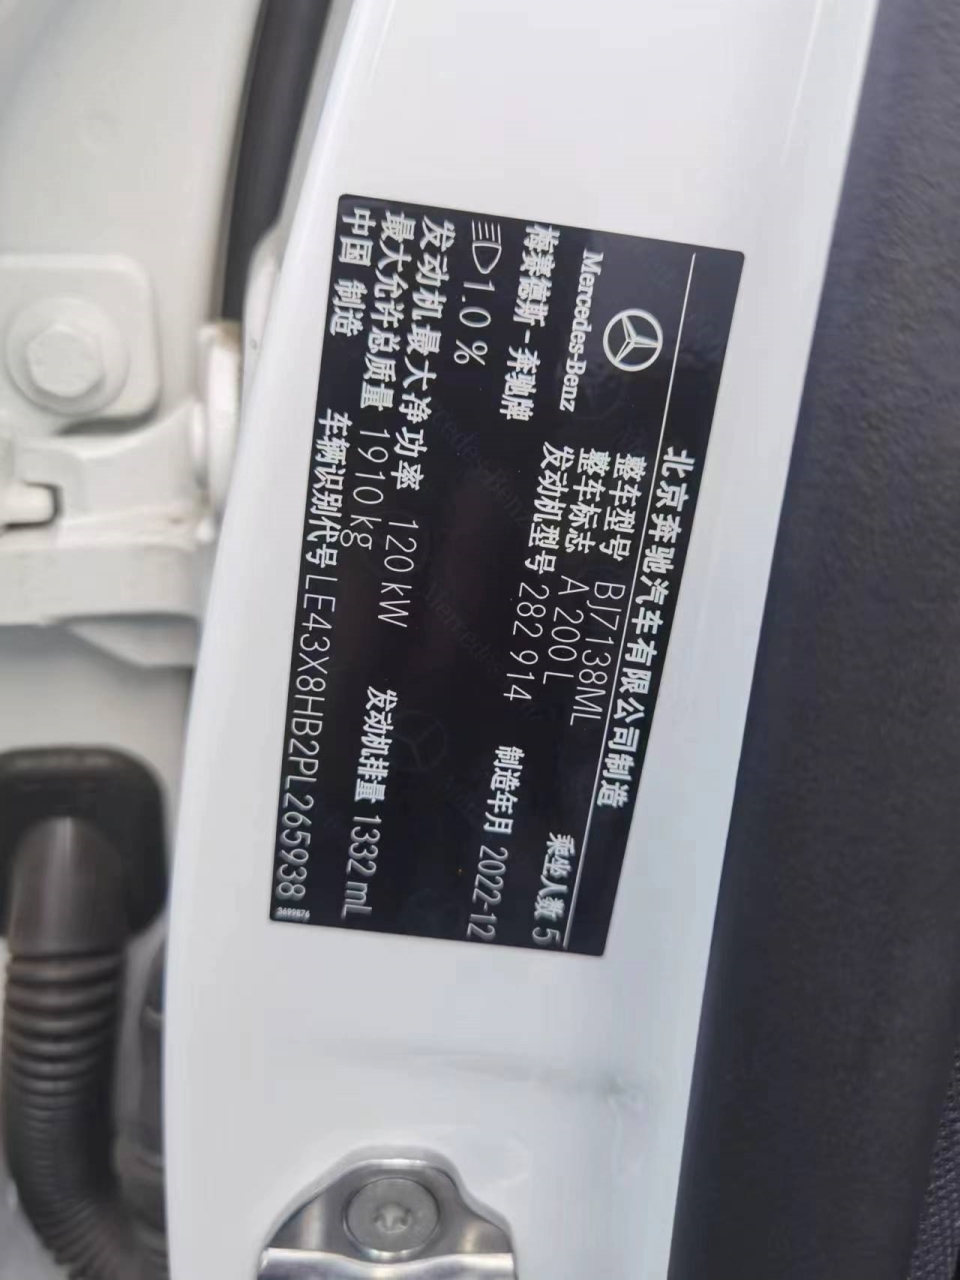 北京奔驰汽车有限公司制造
Mercedes-Benz
整车型号 BJ7138ML
整车标志 A 200 L
乘坐人数 5
梅赛德斯-奔驰牌
发动机型号 282 914
制造年月 2022-12
1.0 %
发动机最大净功率 120 kW
发动机排量 1332 mL
最大允许总质量 1910 kg
中国 制造
车辆识别代号 LE43X8HB2PL265938